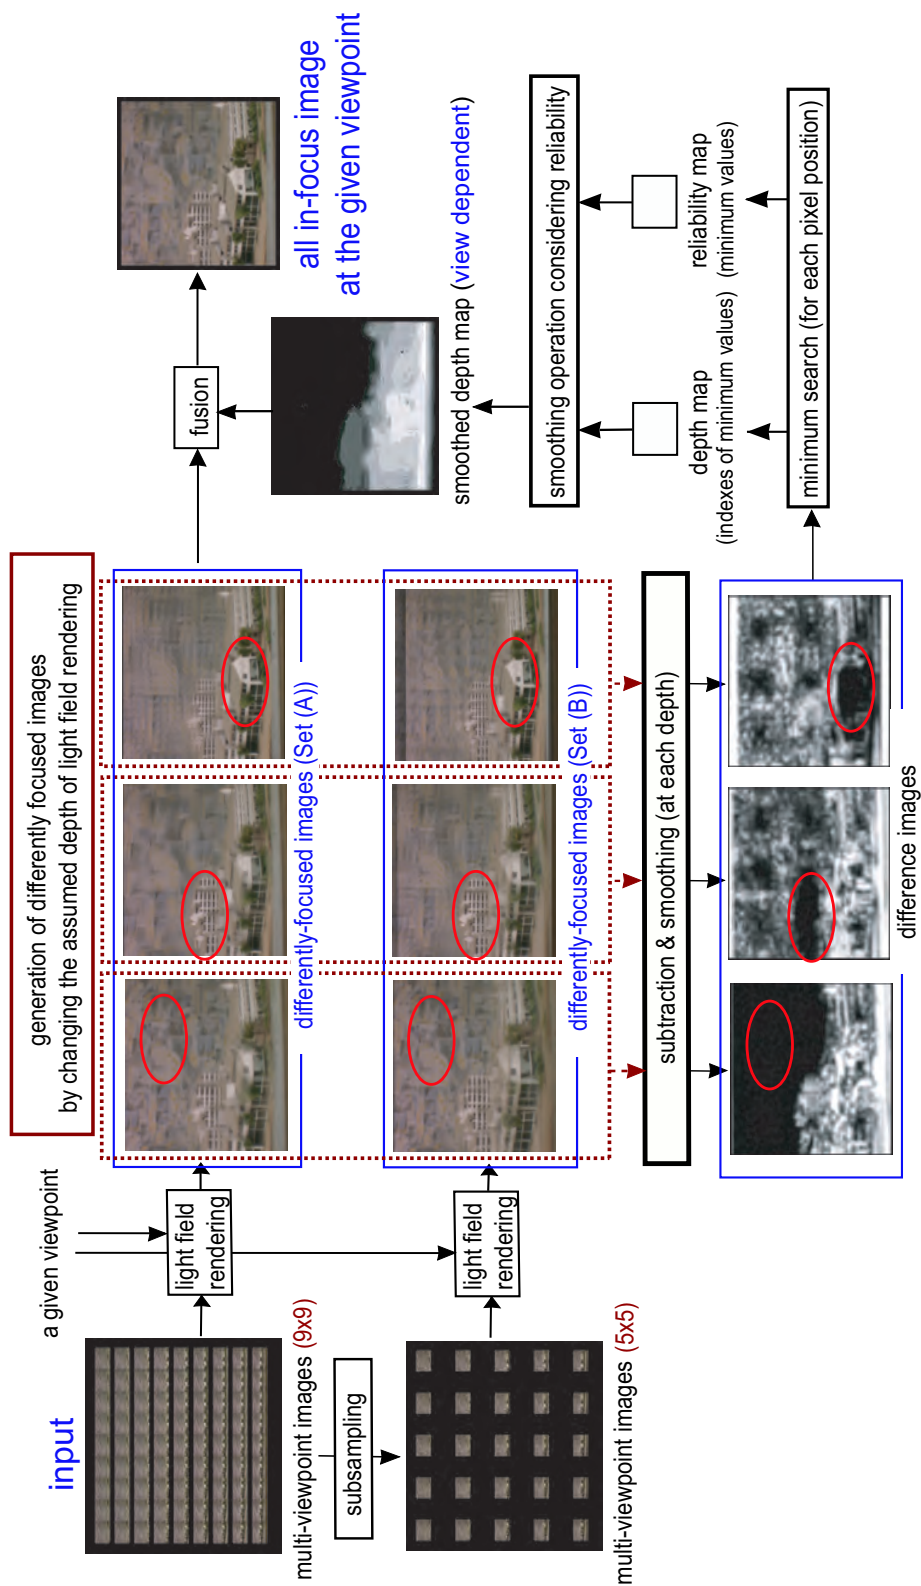 input
a given viewpoint
generation of differently focused images
by changing the assumed depth of light field rendering
light field
rendering
differently-focused images (Set (A))
fusion
all in-focus image
at the given viewpoint
multi-viewpoint images (9x9)
subsampling
light field
rendering
differently-focused images (Set (B))
smoothed depth map (view dependent)
smoothing operation considering reliability
multi-viewpoint images (5x5)
subtraction & smoothing (at each depth)
depth map
(indexes of minimum values)
reliability map
(minimum values)
minimum search (for each pixel position)
difference images